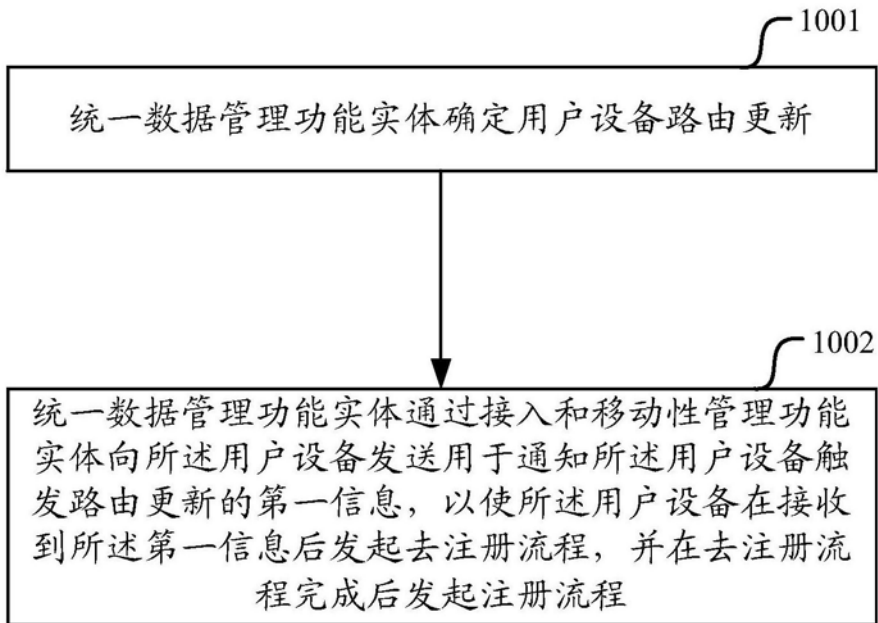 1001
统一数据管理功能实体确定用户设备路由更新
1002
统一数据管理功能实体通过接入和移动性管理功能
实体向所述用户设备发送用于通知所述用户设备触
发路由更新的第一信息，以使所述用户设备在接收
到所述第一信息后发起去注册流程，并在去注册流
程完成后发起注册流程